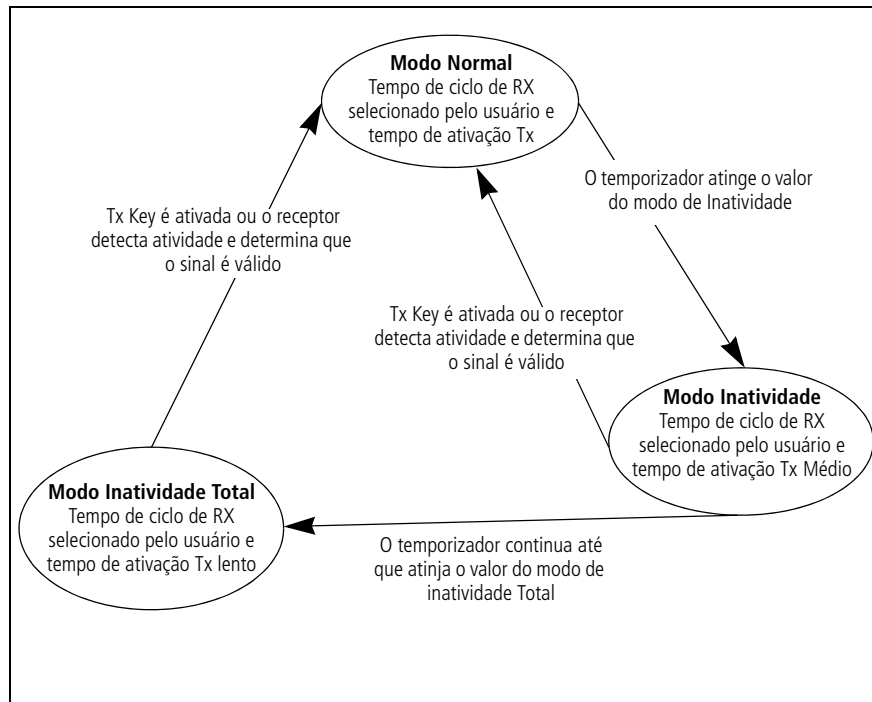 Modo Normal
Tempo de ciclo de RX
selecionado pelo usuário e
tempo de ativação Tx
O temporizador atinge o valor
do modo de Inatividade
Tx Key é ativada ou o receptor
detecta atividade e determina que
o sinal é válido
Tx Key é ativada ou o receptor
detecta atividade e determina que
o sinal é válido
Modo Inatividade
Tempo de ciclo de RX
selecionado pelo usuário e
tempo de ativação Tx Médio
Modo Inatividade Total
Tempo de ciclo de RX
selecionado pelo usuário e
tempo de ativação Tx lento
O temporizador continua até
que atinja o valor do modo de
inatividade Total